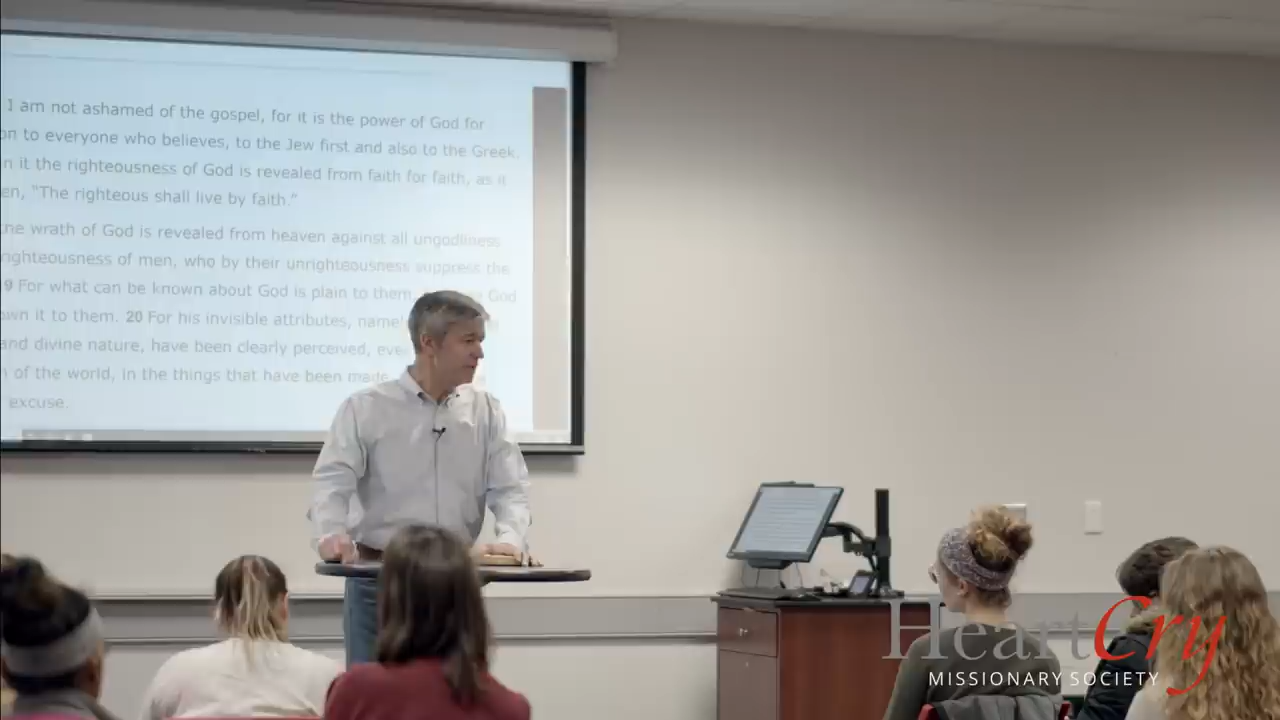 I am not ashamed of the gospel, for it is the power of God for
on to everyone who believes, to the Jew first and also to the Greek.
n it the righteousness of God is revealed from faith for faith, as it
en, “The righteous shall live by faith.”
he wrath of God is revealed from heaven against all ungodliness
nrighteousness of men, who by their unrighteousness suppress the
9 For what can be known about God is plain to them, God
own it to them. 20 For his invisible attributes,
and divine nature, have been clearly perceived,
of the world, in the things that have been made
excuse.
HeartCry
MISSIONARY SOCIETY